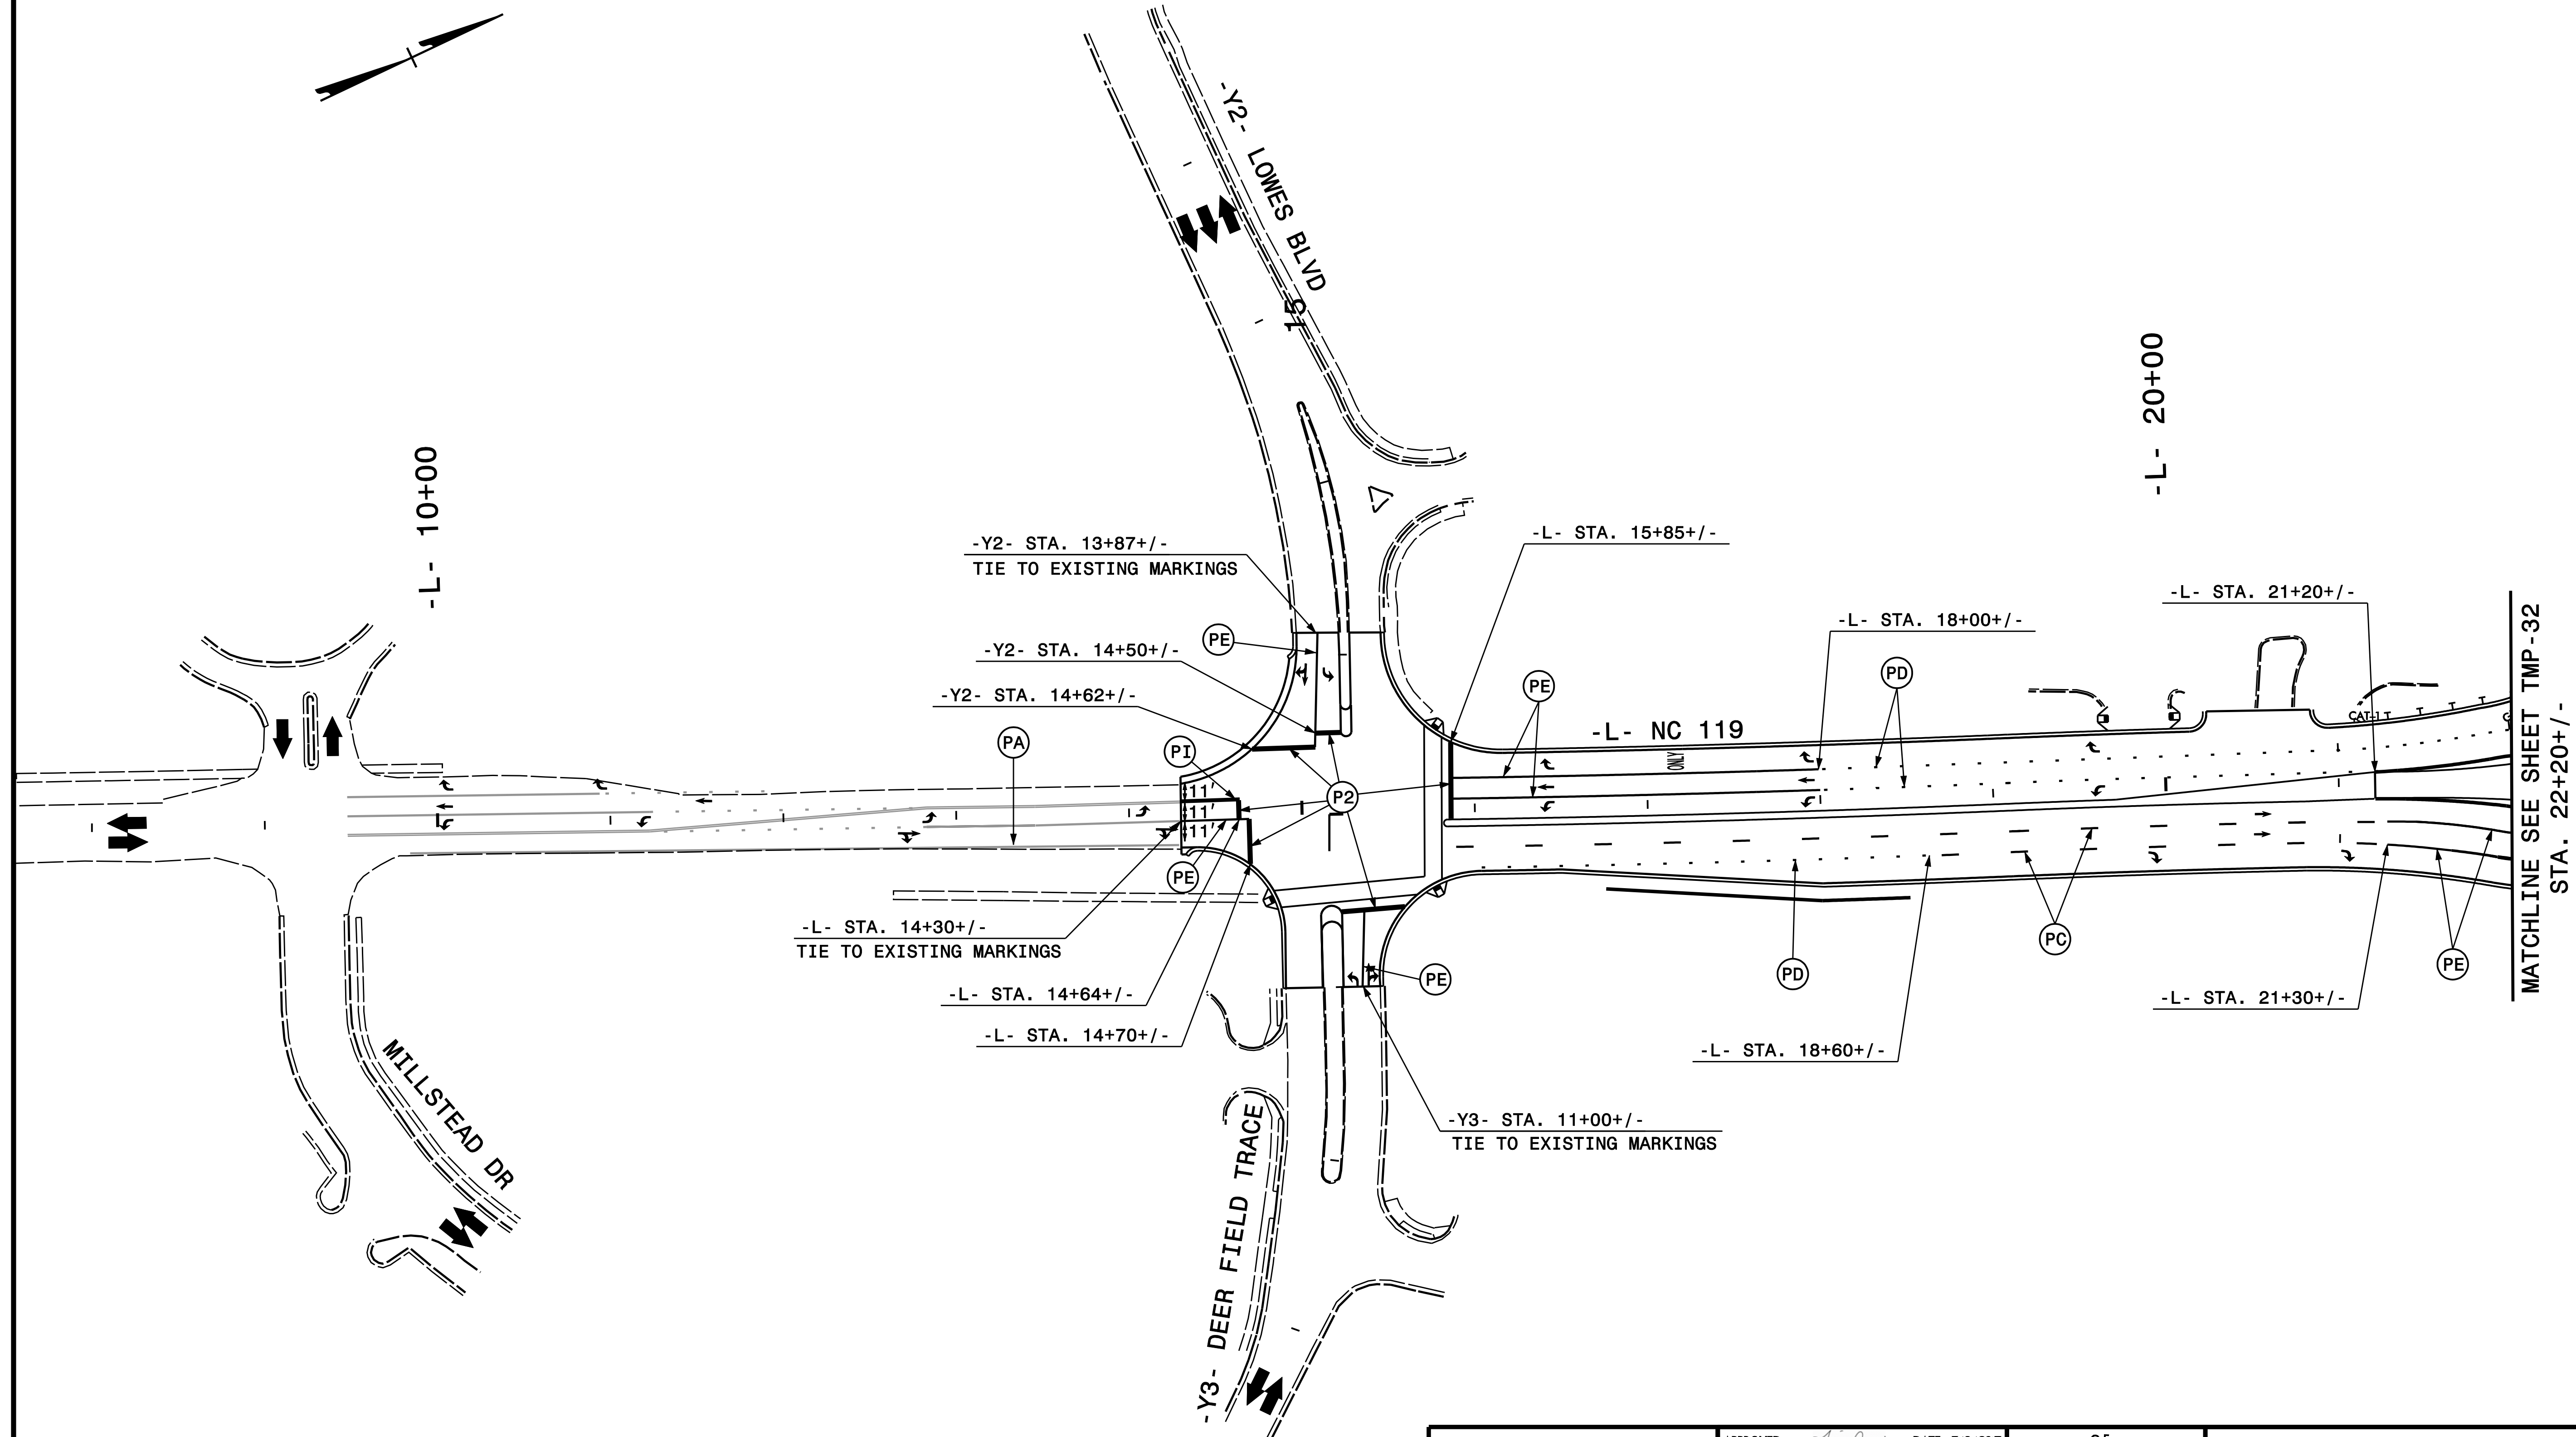 -Y2- LOWES BLVD
15
-L- 10+00
-L- 20+00
-Y2- STA. 13+87+/-
TIE TO EXISTING MARKINGS
-L- STA. 15+85+/-
-L- STA. 21+20+/-
-L- STA. 18+00+/-
PE
-Y2- STA. 14+50+/-
PD
PE
-Y2- STA. 14+62+/-
CAT-1
-L- NC 119
PA
PI
ONLY
11'
11'
11'
P2
PE
-L- STA. 14+30+/-
TIE TO EXISTING MARKINGS
PC
PE
PD
PE
-L- STA. 14+64+/-
-L- STA. 21+30+/-
-L- STA. 14+70+/-
-L- STA. 18+60+/-
MATCHLINE SEE SHEET TMP-32
STA. 22+20+/-
MILLSTEAD DR
-Y3- STA. 11+00+/-
TIE TO EXISTING MARKINGS
-Y3- DEER FIELD TRACE